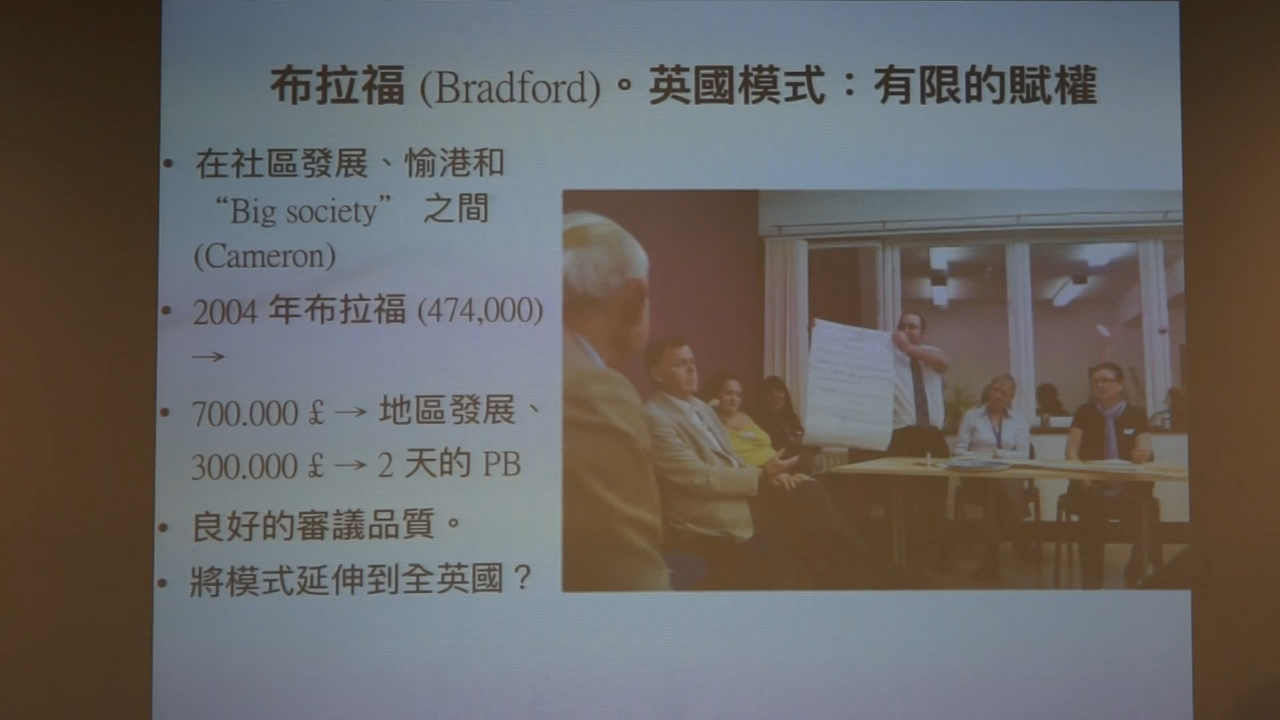 布拉福 (Bradford)。英國模式：有限的賦權
• 在社區發展、愉港和
“Big society” 之間
(Cameron)
• 2004 年布拉福 (474,000)
→
• 700.000 £ → 地區發展、
300.000 £ → 2 天的 PB
• 良好的審議品質。
• 將模式延伸到全英國？